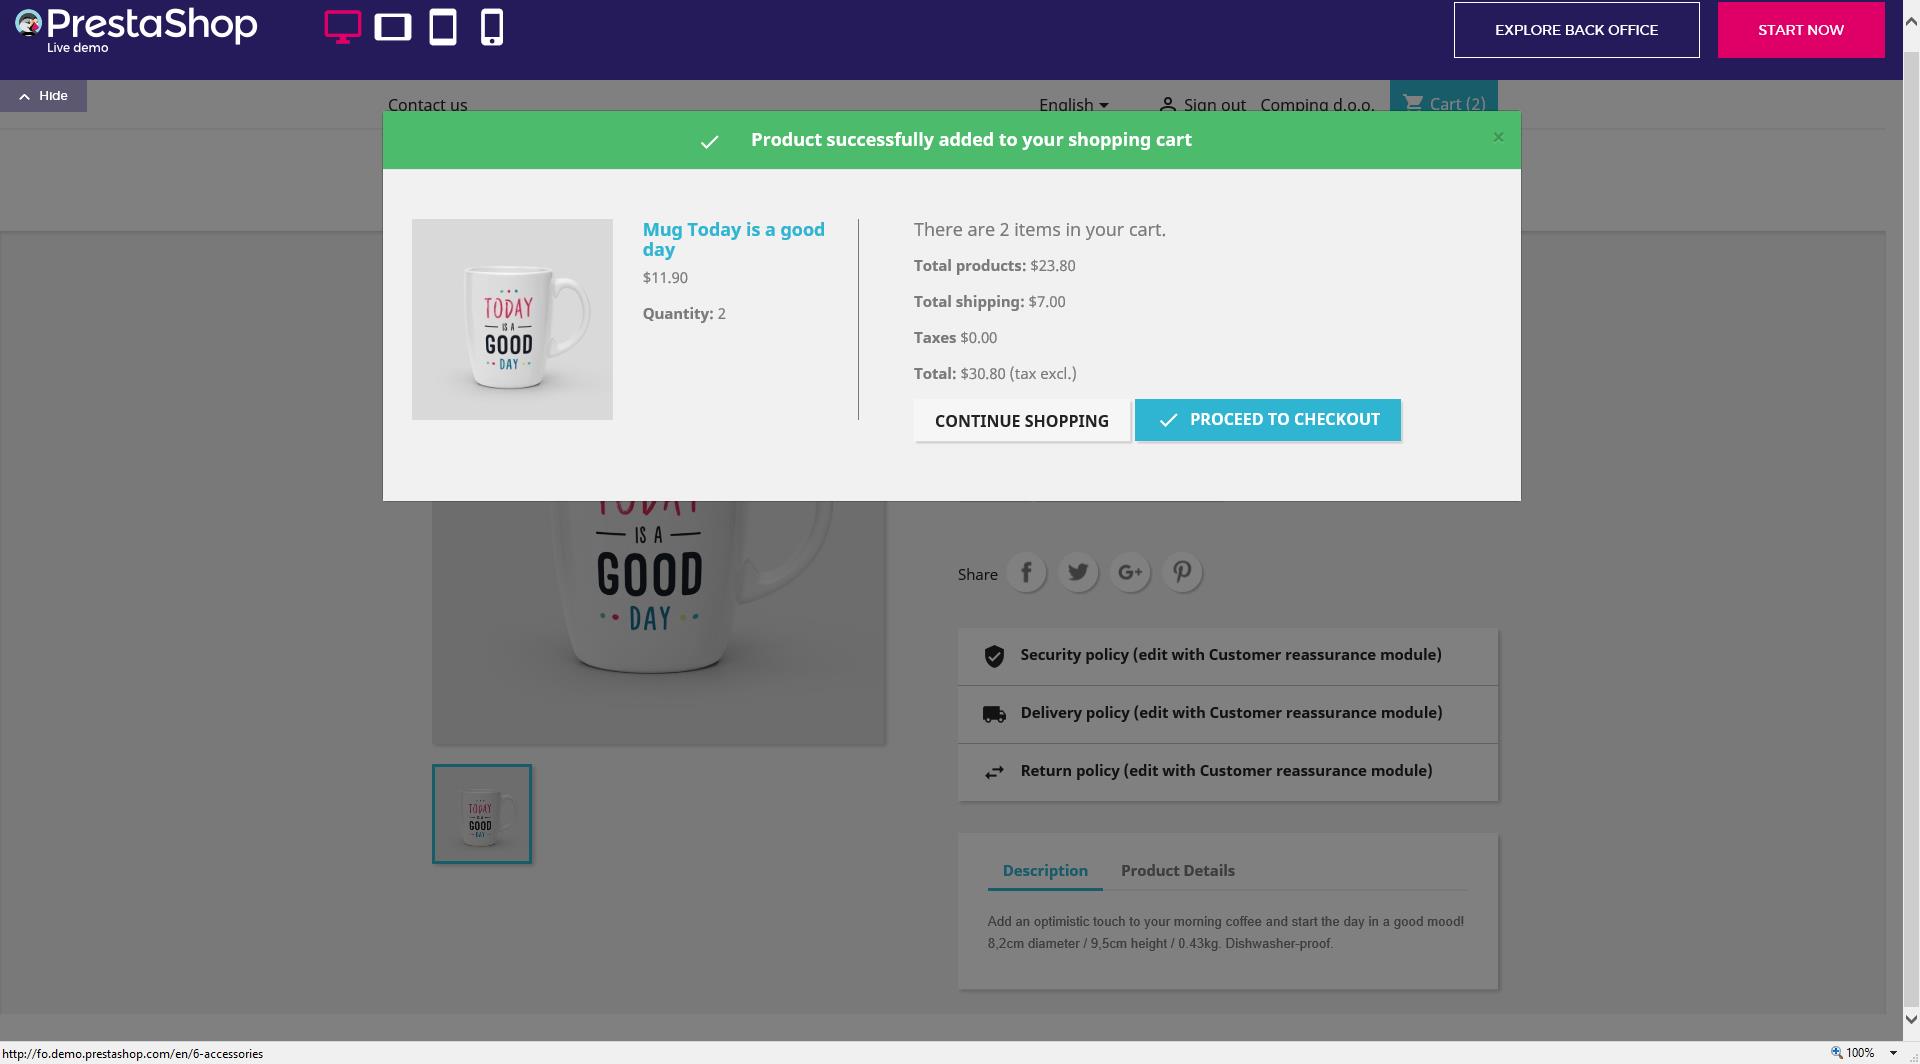 PrestaShop
Live demo
EXPLORE BACK OFFICE
START NOW
Hide
Contact us
English
Sign out
Comping d.o.o.
Cart (2)
Product successfully added to your shopping cart
×
TODAY
IS A
GOOD
DAY
Mug Today is a good
day
$11.90
Quantity: 2
There are 2 items in your cart.
Total products: $23.80
Total shipping: $7.00
Taxes $0.00
Total: $30.80 (tax excl.)
CONTINUE SHOPPING
PROCEED TO CHECKOUT
TODAY
IS A
GOOD
DAY
Share
Security policy (edit with Customer reassurance module)
Delivery policy (edit with Customer reassurance module)
Return policy (edit with Customer reassurance module)
TODAY
IS A
GOOD
DAY
Description
Product Details
Add an optimistic touch to your morning coffee and start the day in a good mood!
8,2cm diameter / 9,5cm height / 0.43kg. Dishwasher-proof.
http://fo.demo.prestashop.com/en/6-accessories
100%